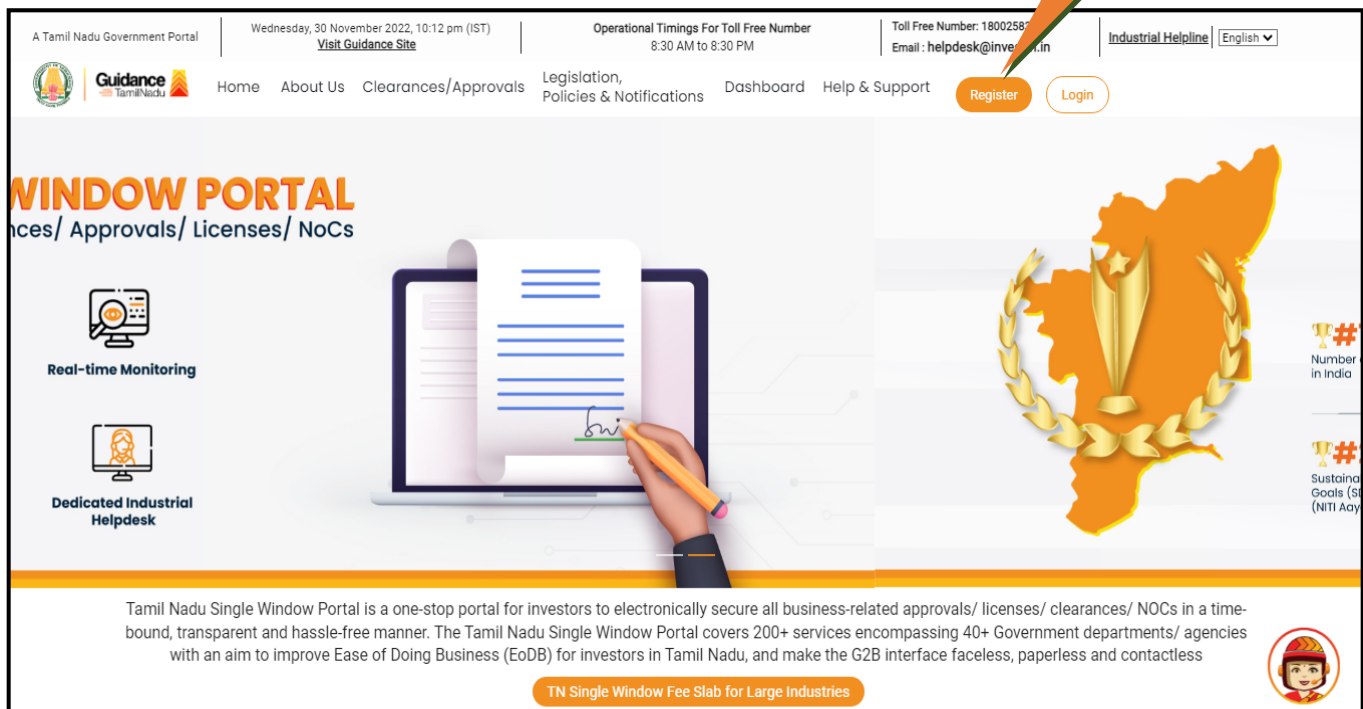 A Tamil Nadu Government Portal
Wednesday, 30 November 2022, 10:12 pm (IST)
Visit Guidance Site
Operational Timings For Toll Free Number
8:30 AM to 8:30 PM
Toll Free Number:
Email : helpdesk@inves
Industrial Helpline
English
Guidance
TamilNadu
Home
About Us
Clearances/Approvals
Legislation,
Policies & Notifications
Dashboard
Help & Support
Register
Login
WINDOW PORTAL
nces/ Approvals/ Licenses/ NoCs
Real-time Monitoring
Dedicated Industrial
Helpdesk
Number
in India
Goals
Tamil Nadu Single Window Portal is a one-stop portal for investors to electronically secure all business-related approvals/ licenses/ clearances/ NOCs in a time-
bound, transparent and hassle-free manner. The Tamil Nadu Single Window Portal covers 200+ services encompassing 40+ Government departments/ agencies
with an aim to improve Ease of Doing Business (EoDB) for investors in Tamil Nadu, and make the G2B interface faceless, paperless and contactless
TN Single Window Fee Slab for Large Industries